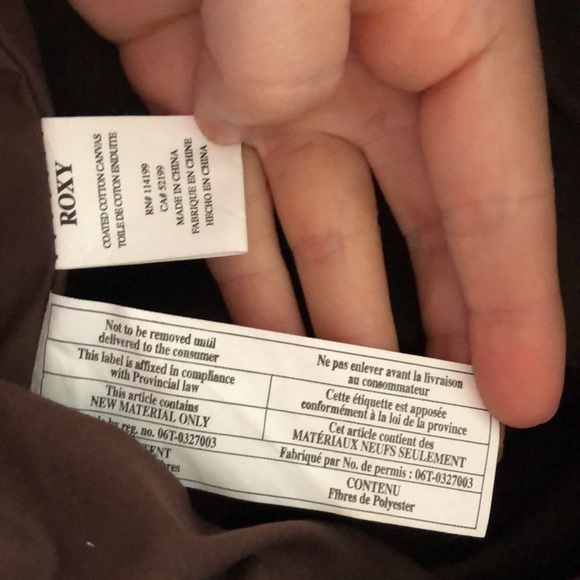 ROXY
COATED COTTON CANVAS
TOILE DE COTON ENDUITE
RN# 114199
CA# 52199
MADE IN CHINA
FABRIQUE EN CHINE
HECHO EN CHINA
Not to be removed until
delivered to the consumer
This label is affixed in compliance
with Provincial law
This article contains
NEW MATERIAL ONLY
by reg. no. 06T-0327003
Ne pas enlever avant la livraison
au consommateur
Cette étiquette est apposée
conformément à la loi de la province
Cet article contient des
MATÉRIAUX NEUFS SEULEMENT
Fabriqué par No. de permis : 06T-0327003
CONTENU
Fibres de Polyester